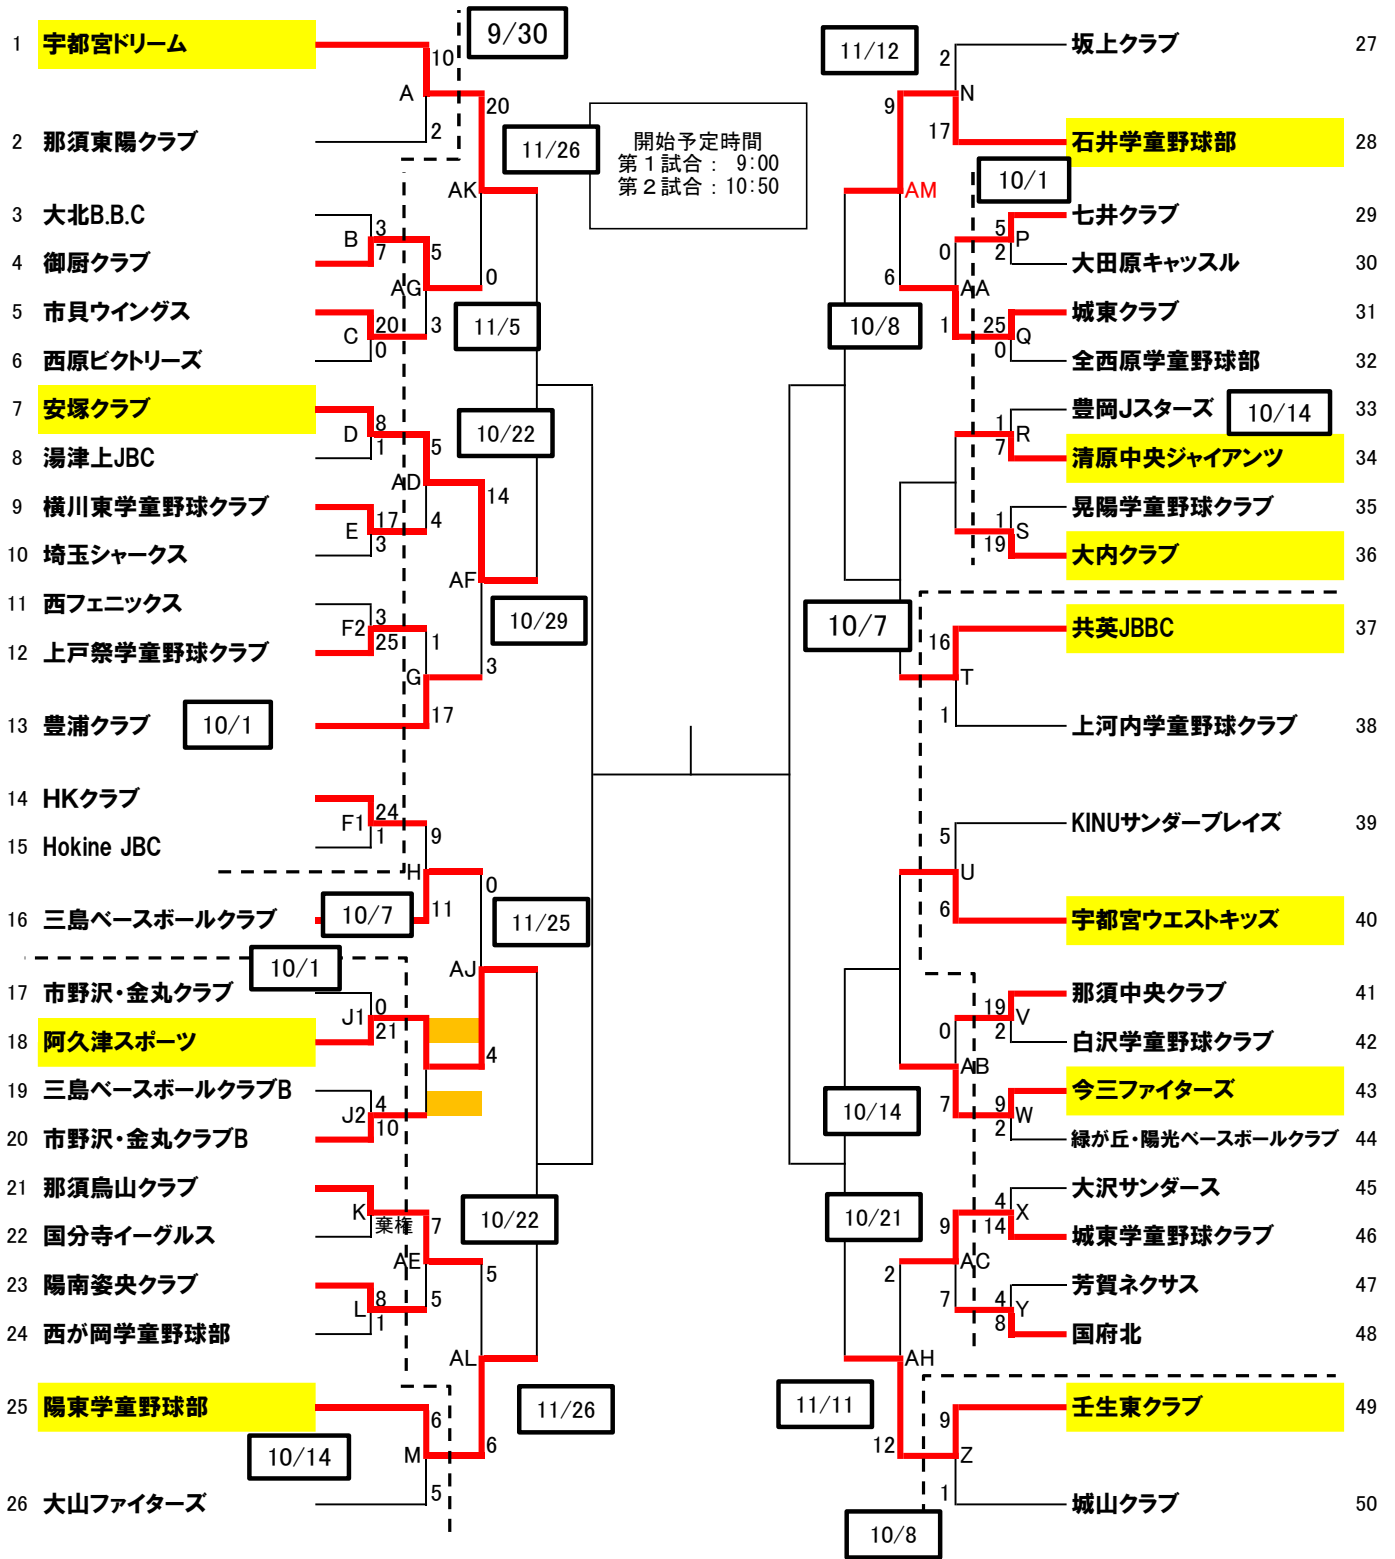 9/30
11/12
1 宇都宮ドリーム
10
A
2
2 那須東陽クラブ
20
11/26
開始予定時間
第1試合： 9:00
第2試合：10:50
AK
3 大北B.B.C
3
B
7
4 御厨クラブ
5
AG
0
5 市貝ウイングス
20
C
0
3
11/5
6 西原ビクトリーズ
7 安塚クラブ
8
D
1
5
10/22
8 湯津上JBC
AD
14
9 横川東学童野球クラブ
17
E
3
4
10 埼玉シャークス
AF
11 西フェニックス
3
F2
25
1
10/29
12 上戸祭学童野球クラブ
G
3
13 豊浦クラブ
10/1
17
14 HKクラブ
24
F1
1
9
15 Hokine JBC
H
0
16 三島ベースボールクラブ
10/7
11
11/25
10/1
AJ
17 市野沢・金丸クラブ
0
J1
21
18 阿久津スポーツ
4
19 三島ベースボールクラブB
4
J2
10
20 市野沢・金丸クラブB
21 那須烏山クラブ
K
棄権
7
10/22
22 国分寺イーグルス
AE
5
23 陽南姿央クラブ
8
L
1
5
24 西が岡学童野球部
AL
25 陽東学童野球部
6
11/26
10/14
M
6
5
26 大山ファイターズ
2
坂上クラブ 27
9
N
17
石井学童野球部 28
10/1
AM
七井クラブ 29
5
P
2
0
大田原キャッスル 30
6
AA
城東クラブ 31
10/8
1
25
Q
0
全西原学童野球部 32
豊岡Jスターズ 33
10/14
1
R
7
清原中央ジャイアンツ 34
晃陽学童野球クラブ 35
1
S
19
大内クラブ 36
10/7
16
共英JBBC 37
T
1
上河内学童野球クラブ 38
KINUサンダーブレイズ 39
5
U
6
宇都宮ウエストキッズ 40
那須中央クラブ 41
19
V
2
0
白沢学童野球クラブ 42
AB
今三ファイターズ 43
10/14
7
9
W
2
緑が丘・陽光ベースボールクラブ 44
大沢サンダース 45
10/21
4
X
14
9
城東学童野球クラブ 46
2
AC
芳賀ネクサス 47
7
4
Y
8
国府北 48
AH
11/11
9
壬生東クラブ 49
12
Z
1
城山クラブ 50
10/8